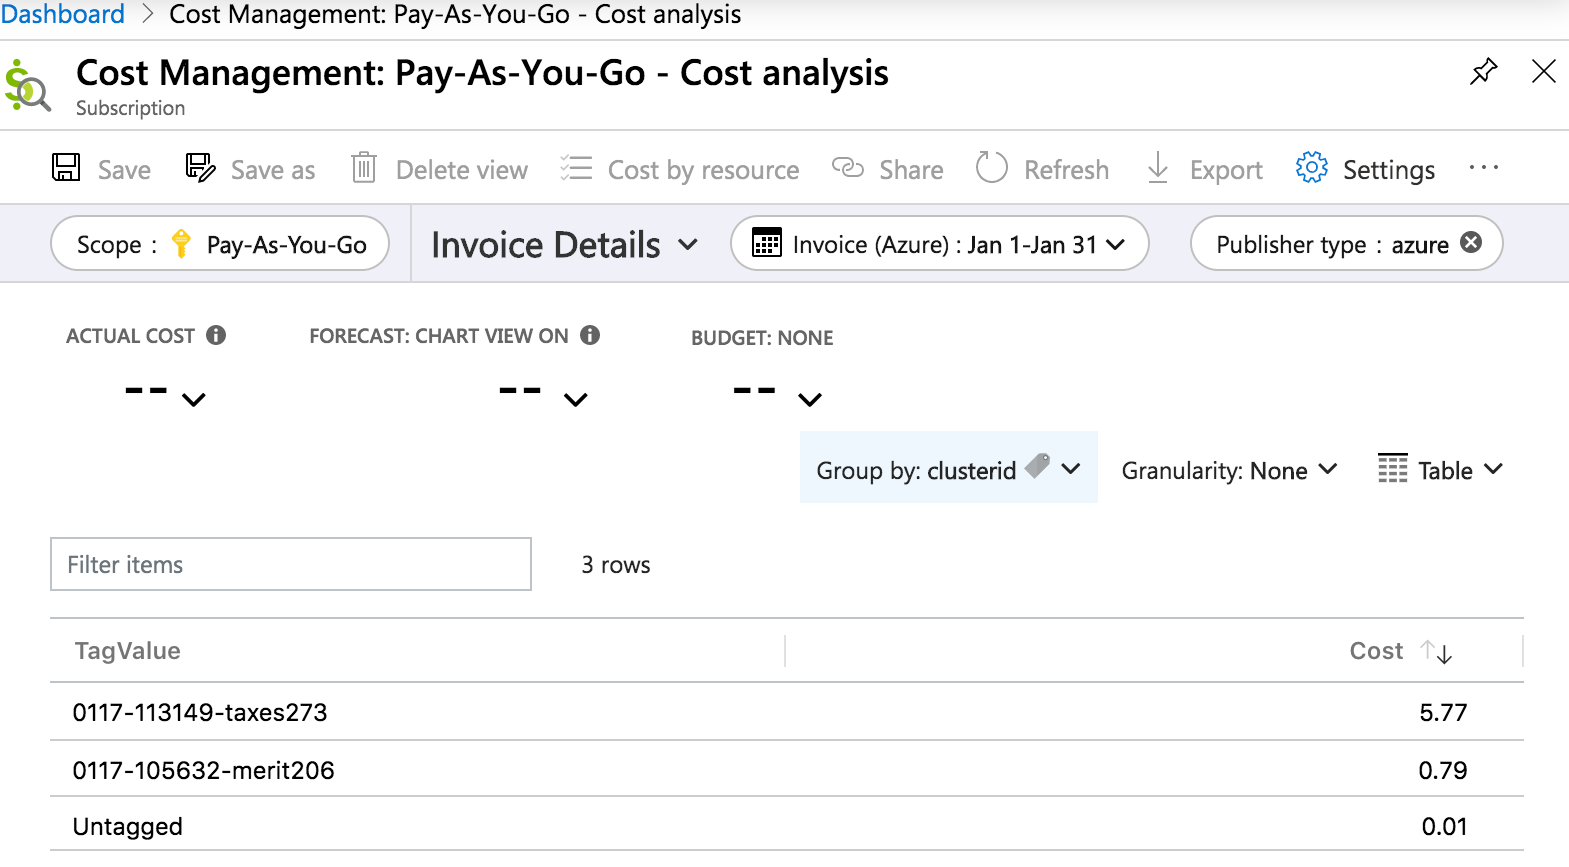 Dashboard > Cost Management: Pay-As-You-Go - Cost analysis
Cost Management: Pay-As-You-Go - Cost analysis
Subscription
Save Save as Delete view Cost by resource Share Refresh Export Settings ...
Scope : Pay-As-You-Go Invoice Details Invoice (Azure) : Jan 1-Jan 31 Publisher type : azure
ACTUAL COST FORECAST: CHART VIEW ON BUDGET: NONE
-- -- --
Group by: clusterid Granularity: None Table
Filter items 3 rows
TagValue Cost
0117-113149-taxes273 5.77
0117-105632-merit206 0.79
Untagged 0.01